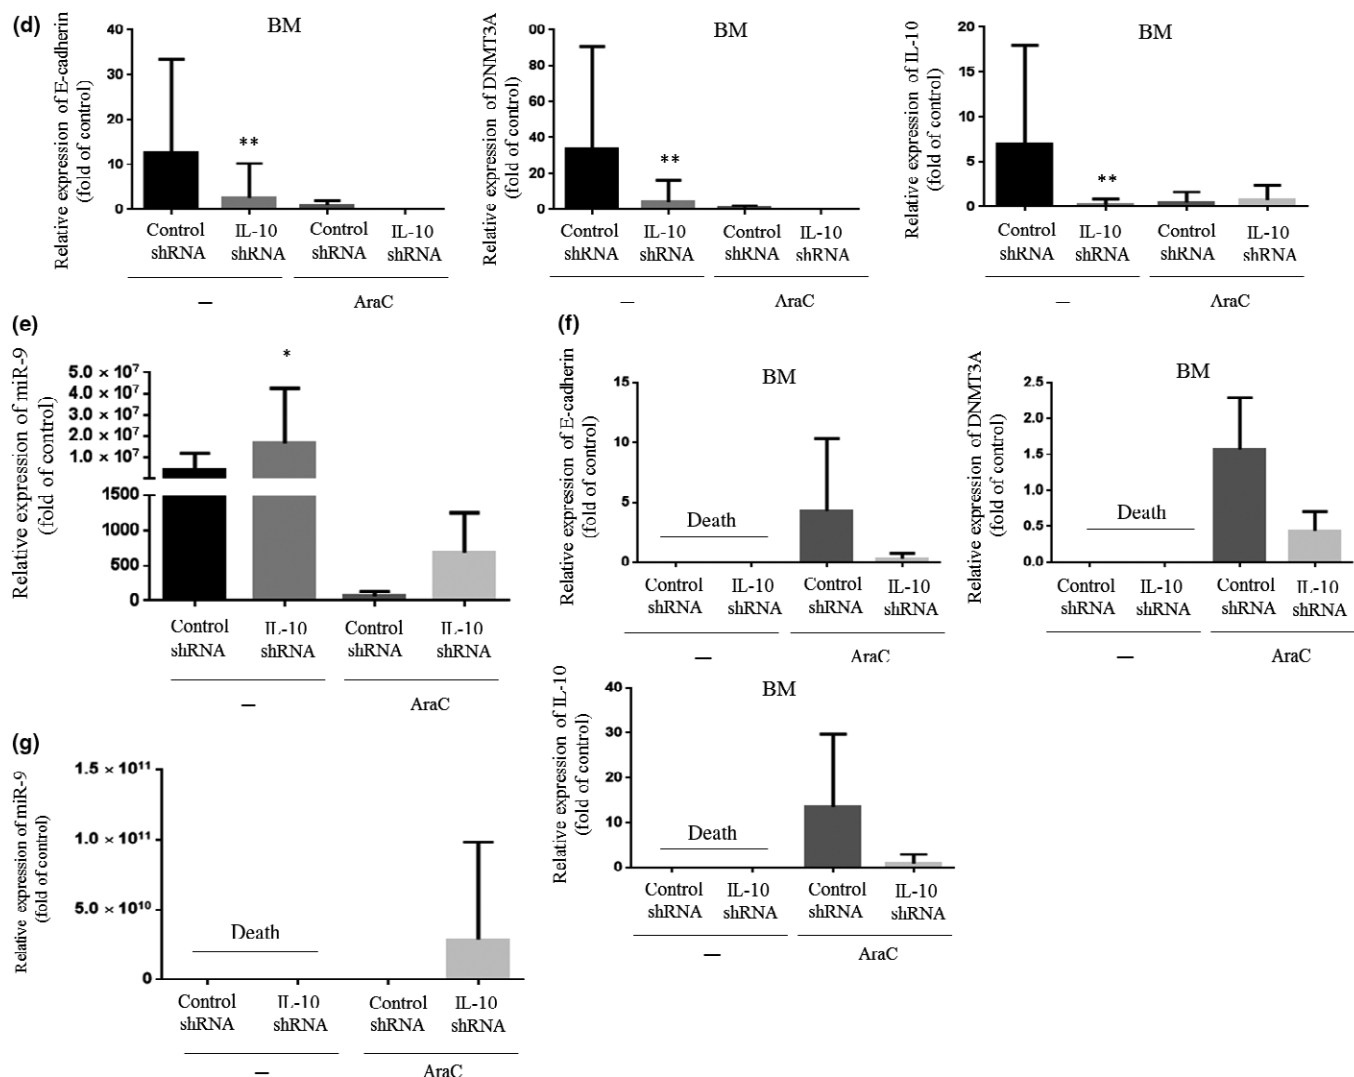 (d)
BM
Relative expression of E-cadherin
(fold of control)
40
30
20
10
0
**
Control
shRNA
IL-10
shRNA
Control
shRNA
IL-10
shRNA
—
AraC
BM
Relative expression of DNMT3A
(fold of control)
00
80
60
40
20
0
**
Control
shRNA
IL-10
shRNA
Control
shRNA
IL-10
shRNA
—
AraC
BM
Relative expression of IL-10
(fold of control)
20
15
10
5
0
**
Control
shRNA
IL-10
shRNA
Control
shRNA
IL-10
shRNA
—
AraC
(e)
Relative expression of miR-9
(fold of control)
5.0 × 10⁷
4.0 × 10⁷
3.0 × 10⁷
2.0 × 10⁷
1.0 × 10⁷
1500
1000
500
0
*
Control
shRNA
IL-10
shRNA
Control
shRNA
IL-10
shRNA
—
AraC
(f)
BM
Relative expression of E-cadherin
(fold of control)
15
10
5
0
Death
Control
shRNA
IL-10
shRNA
Control
shRNA
IL-10
shRNA
—
AraC
BM
Relative expression of DNMT3A
(fold of control)
2.5
2.0
1.5
1.0
0.5
0.0
Death
Control
shRNA
IL-10
shRNA
Control
shRNA
IL-10
shRNA
—
AraC
BM
Relative expression of IL-10
(fold of control)
40
30
20
10
0
Death
Control
shRNA
IL-10
shRNA
Control
shRNA
IL-10
shRNA
—
AraC
(g)
Relative expression of miR-9
(fold of control)
1.5 × 10¹¹
1.0 × 10¹¹
5.0 × 10¹⁰
0
Death
Control
shRNA
IL-10
shRNA
Control
shRNA
IL-10
shRNA
—
AraC